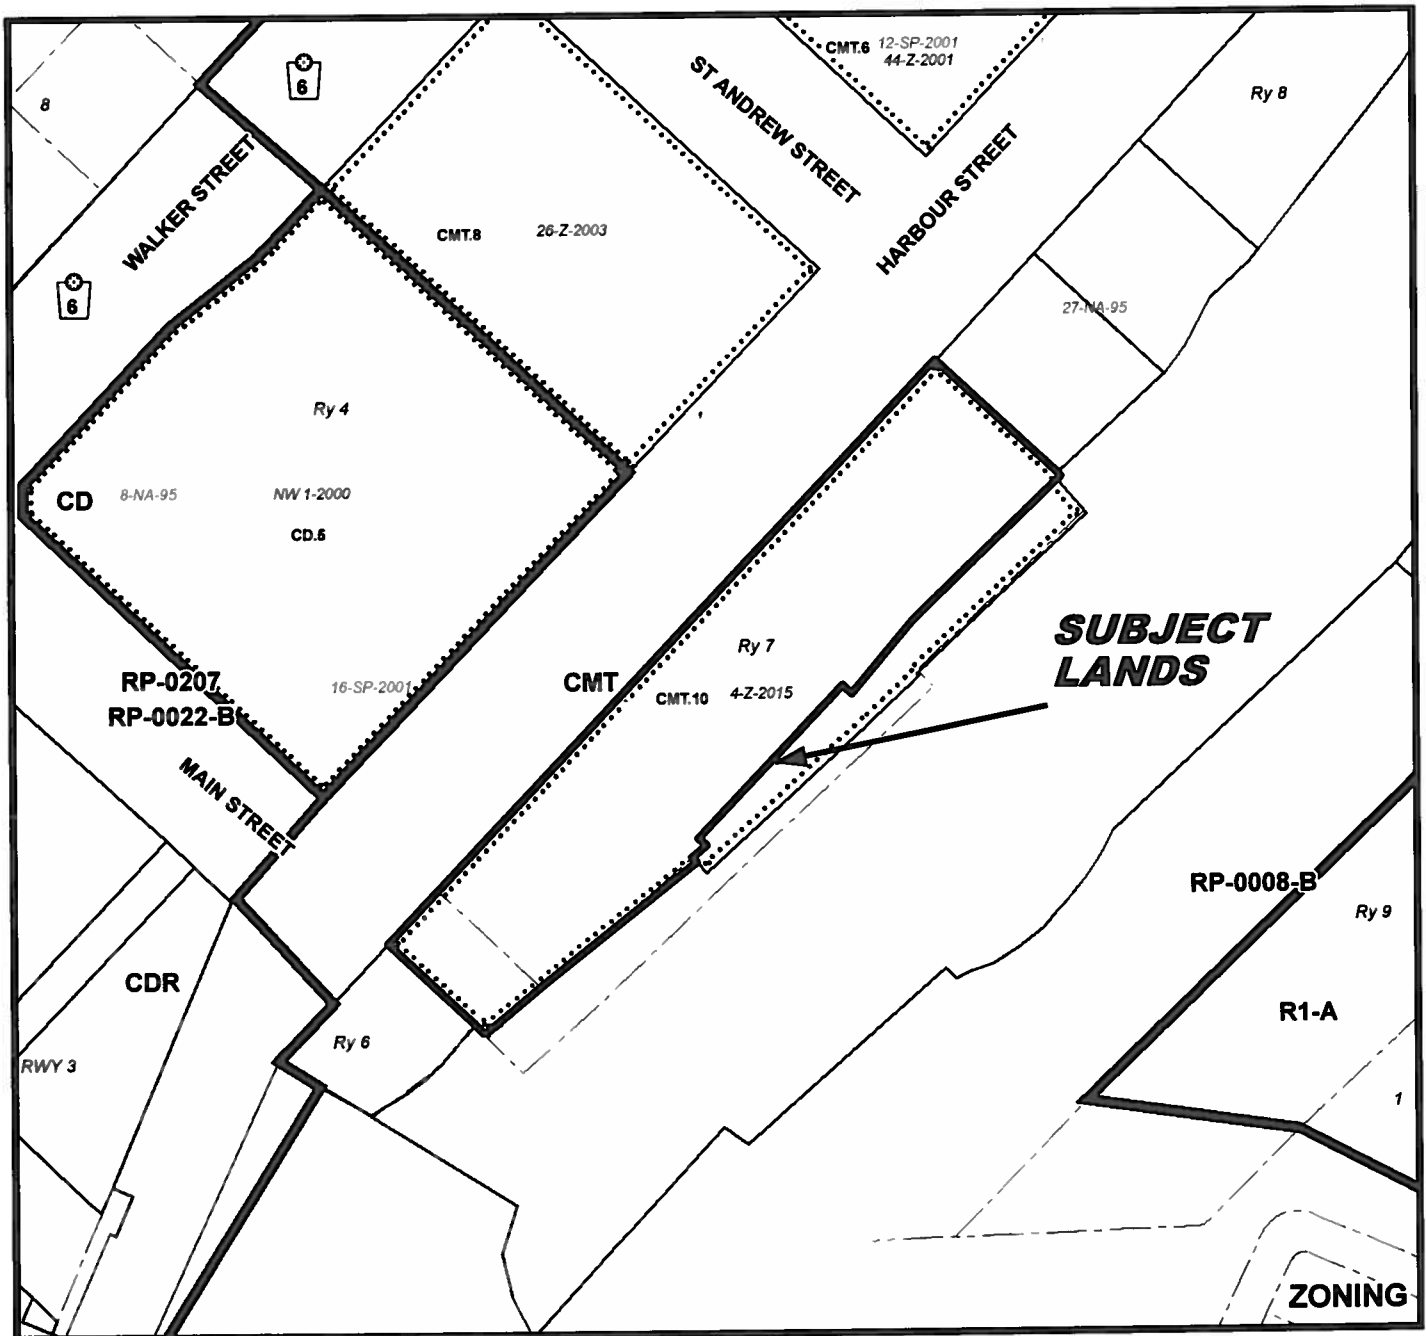 CMT.6 12-SP-2001
44-Z-2001
ST ANDREW STREET
Ry 8
6
8
WALKER STREET
HARBOUR STREET
CMT.8 26-Z-2003
6
27-NA-95
Ry 4
CD 8-NA-95 NW 1-2000
CD.5
SUBJECT
LANDS
Ry 7
RP-0207
16-SP-2001
CMT
CMT.10 4-Z-2015
RP-0022-B
MAIN STREET
RP-0008-B
Ry 9
CDR
R1-A
Ry 6
RWY 3
1
ZONING